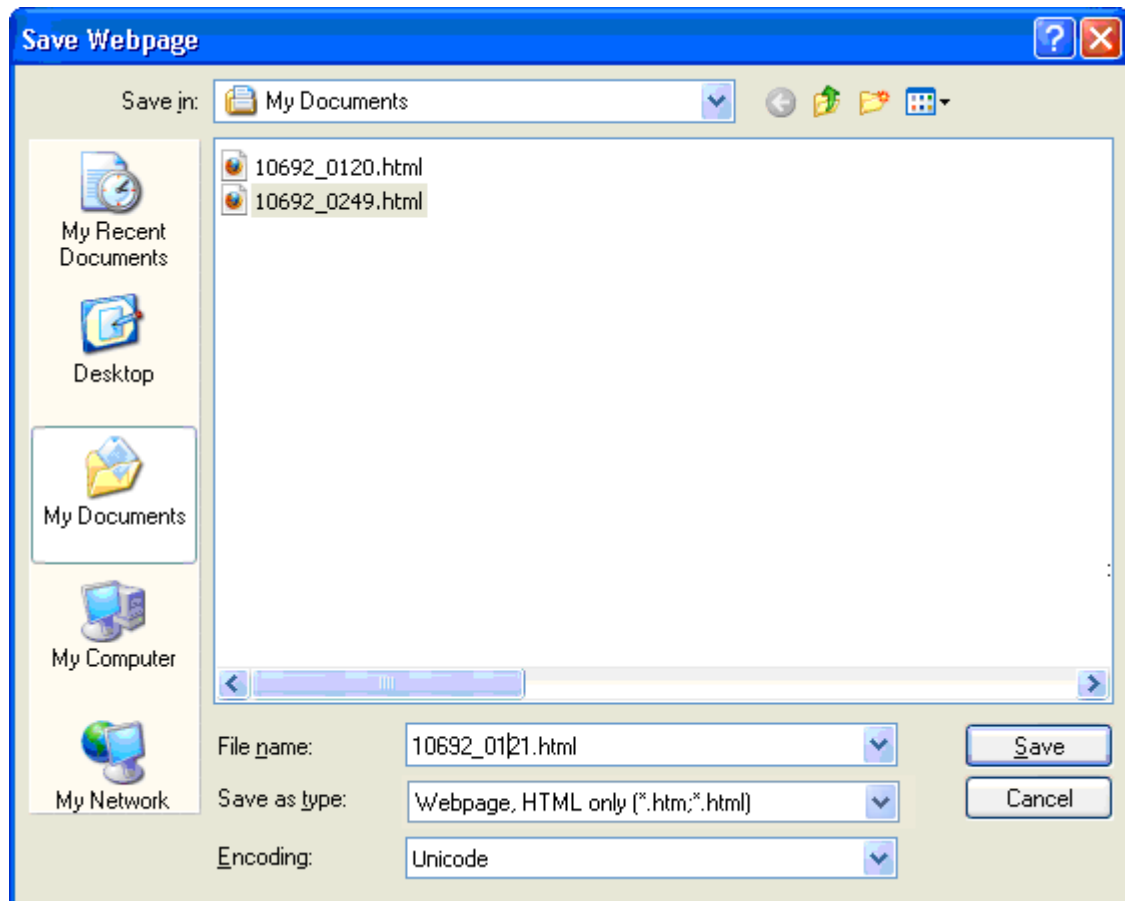 Save Webpage
Save in:
My Documents
10692_0120.html
10692_0249.html
My Recent
Documents
Desktop
My Documents
My Computer
My Network
File name:
10692_0121.html
Save
Save as type:
Webpage, HTML only (*.htm;*.html)
Cancel
Encoding:
Unicode